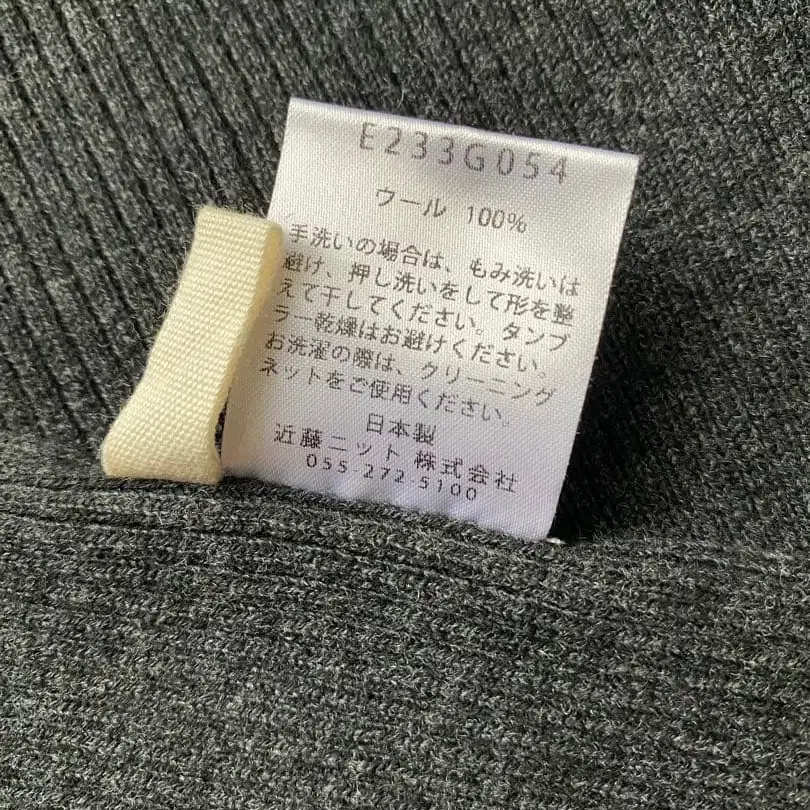 E233G054
ウール 100%
手洗いの場合は、もみ洗いは
避け、押し洗いをして形を整
えて干してください。タンブ
ラー乾燥はお避けください。
お洗濯の際は、クリーニング
ネットをご使用ください。
日本製
近藤ニット 株式会社
055-272-5100